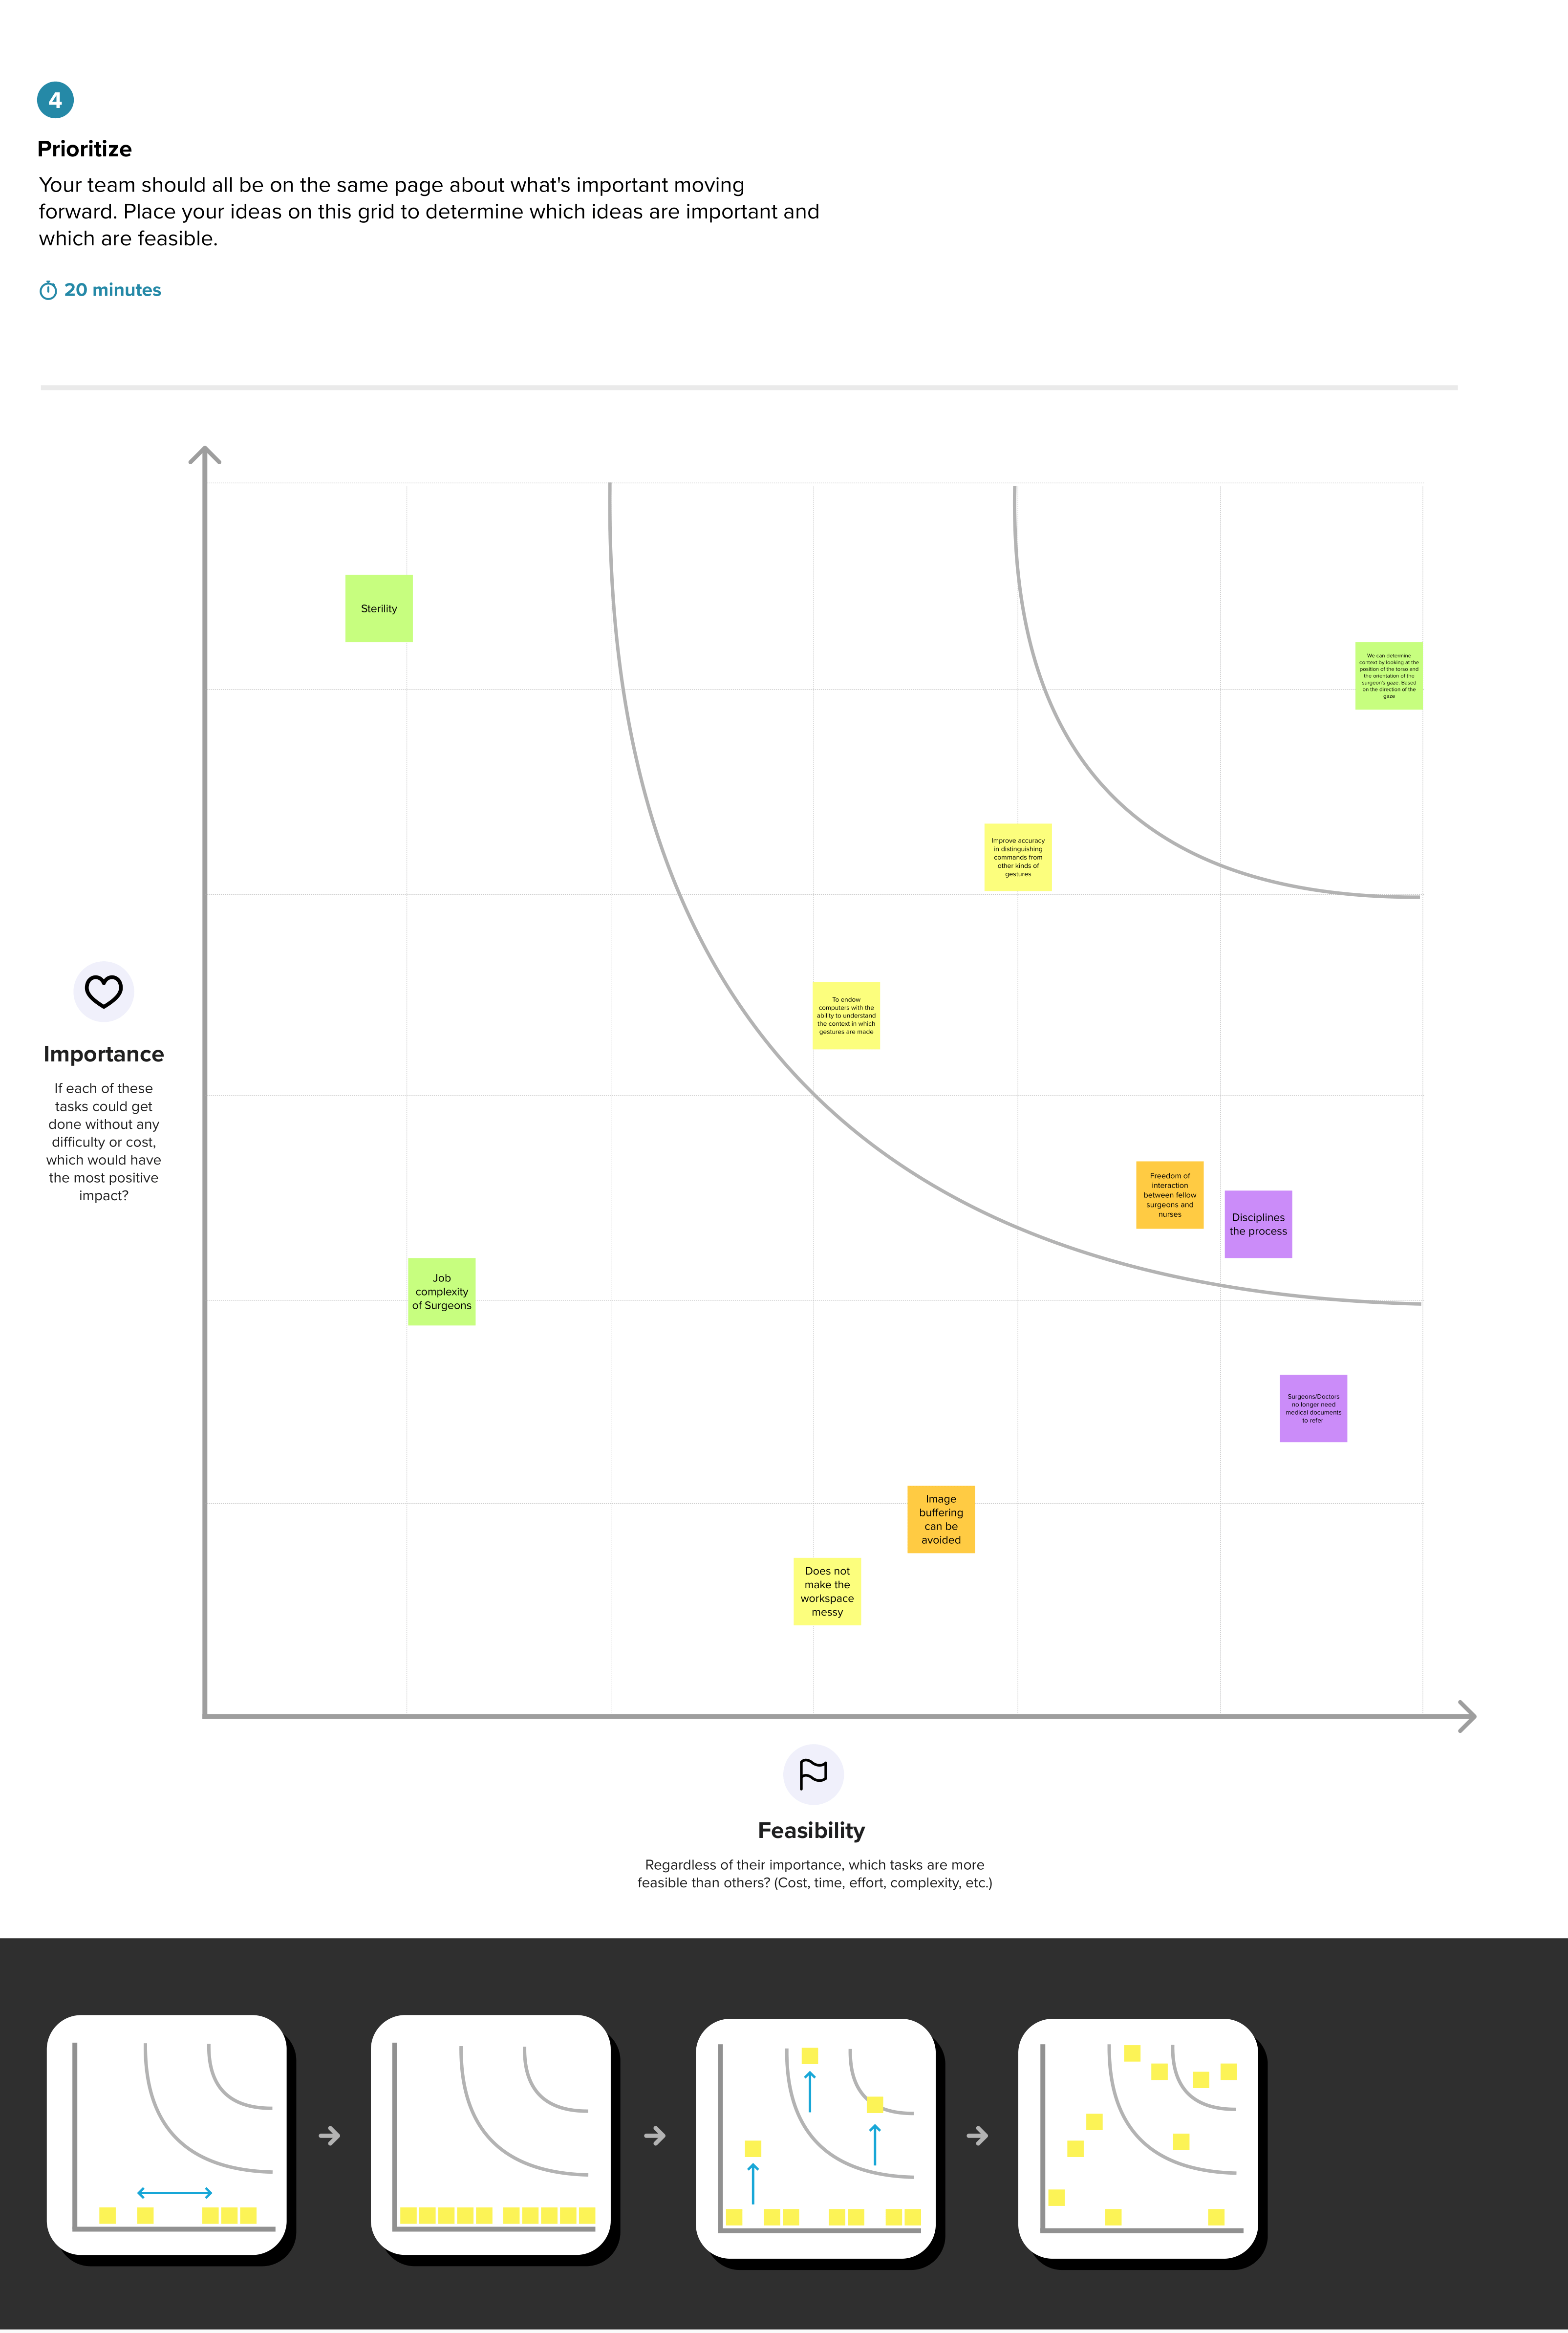 4
Prioritize
Your team should all be on the same page about what's important moving
forward. Place your ideas on this grid to determine which ideas are important and
which are feasible.
20 minutes
Sterility
We can determine
context by looking at the
position of the torso and
the orientation of the
surgeon's gaze. Based
on the direction of the
gaze
Improve accuracy
in distinguishing
commands from
other kinds of
gestures
To endow
computers with the
ability to understand
the context in which
gestures are made
Importance
If each of these
tasks could get
done without any
difficulty or cost,
which would have
the most positive
impact?
Freedom of
interaction
between fellow
surgeons and
nurses
Disciplines
the process
Job
complexity
of Surgeons
Surgeons/Doctors
no longer need
medical documents
to refer
Image
buffering
can be
avoided
Does not
make the
workspace
messy
Feasibility
Regardless of their importance, which tasks are more
feasible than others? (Cost, time, effort, complexity, etc.)